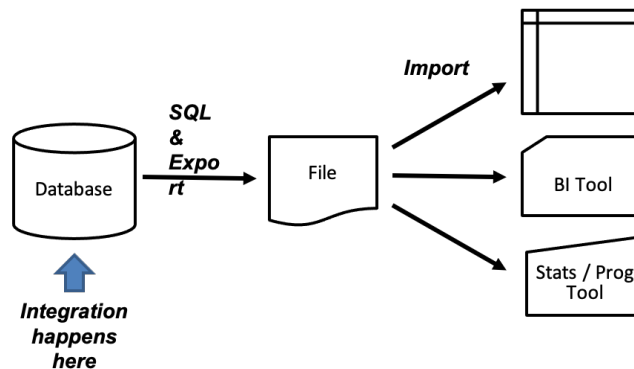 Import
SQL
&
Expo
rt
Database
File
BI Tool
Stats / Prog
Tool
Integration
happens
here